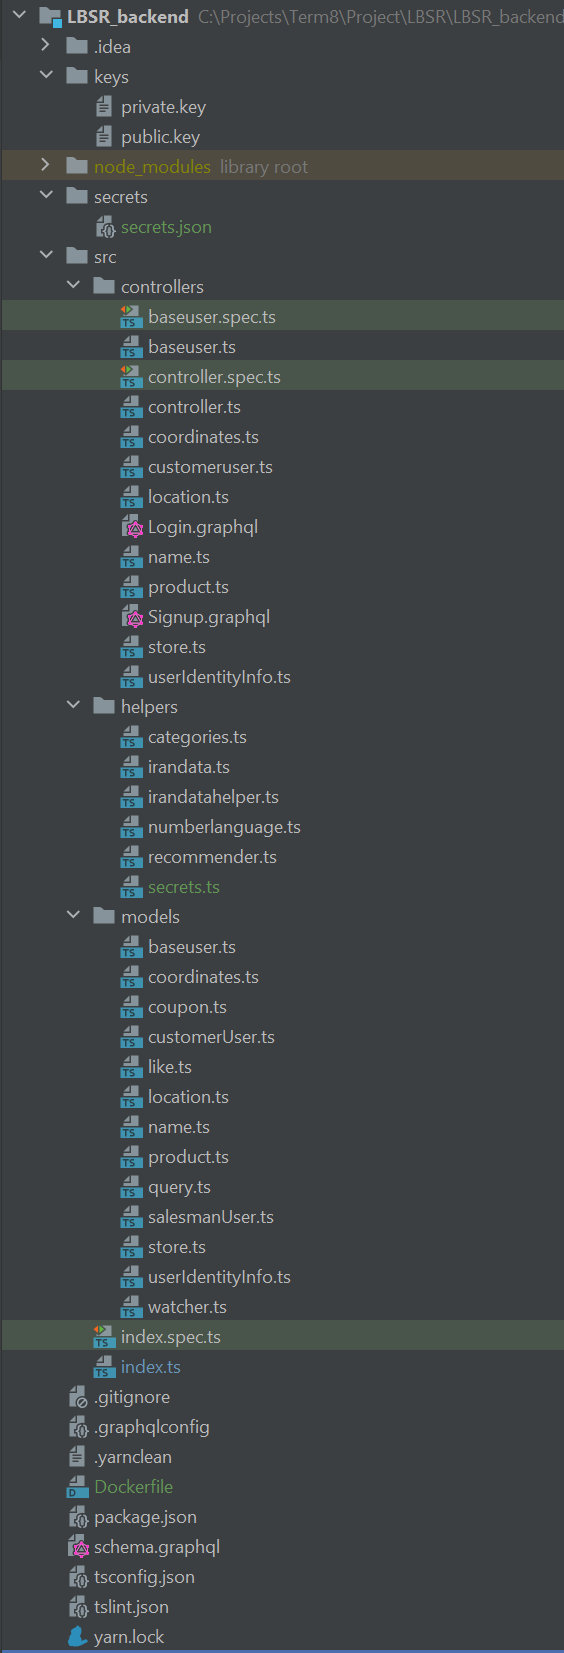 LBSR_backend C:\Projects\Term8\Project\LBSR\LBSR_backend
.idea
keys
private.key
public.key
node_modules library root
secrets
secrets.json
src
controllers
baseuser.spec.ts
baseuser.ts
controller.spec.ts
controller.ts
coordinates.ts
customeruser.ts
location.ts
Login.graphql
name.ts
product.ts
Signup.graphql
store.ts
userIdentityInfo.ts
helpers
categories.ts
irandata.ts
irandatahelper.ts
numberlanguage.ts
recommender.ts
secrets.ts
models
baseuser.ts
coordinates.ts
coupon.ts
customerUser.ts
like.ts
location.ts
name.ts
product.ts
query.ts
salesmanUser.ts
store.ts
userIdentityInfo.ts
watcher.ts
index.spec.ts
index.ts
.gitignore
.graphqlconfig
.yarnclean
Dockerfile
package.json
schema.graphql
tsconfig.json
tslint.json
yarn.lock